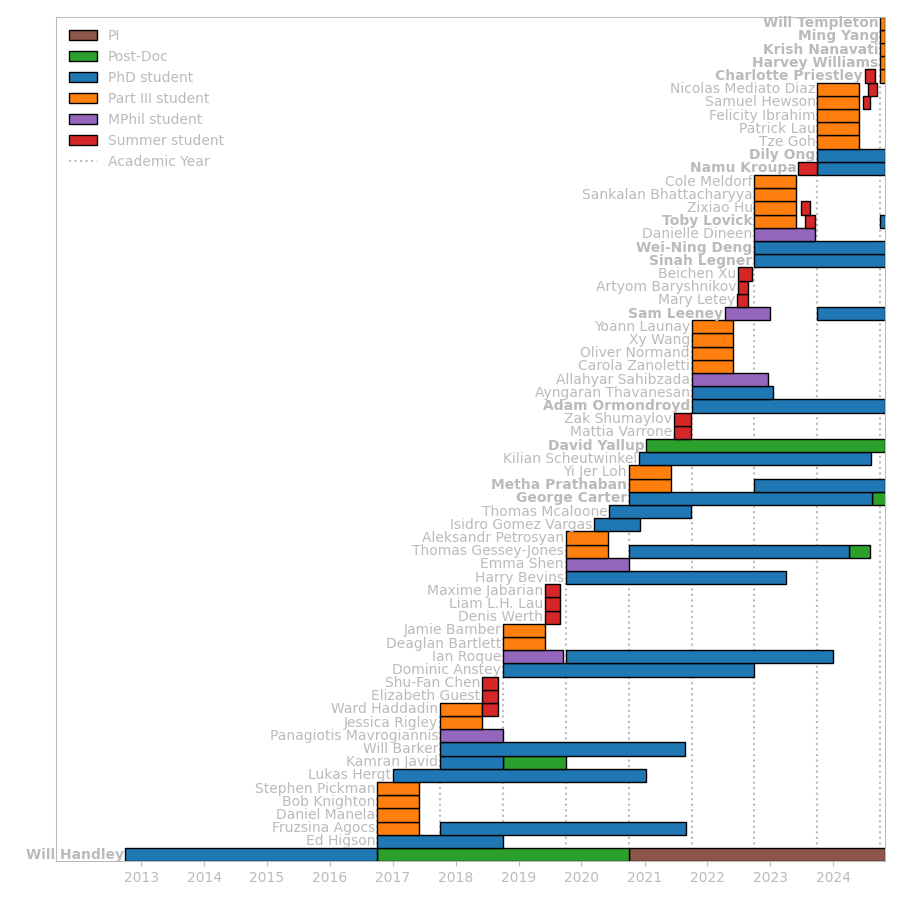 Will Templeton
Ming Yang
Krish Nanavati
Harvey Williams
Charlotte Priestley
Nicolas Mediato Diaz
Samuel Hewson
Felicity Ibrahim
Patrick Lau
Tze Goh
Dily Ong
Namu Kroupa
Cole Meldorf
Sankalan Bhattacharyya
Zixiao Hu
Toby Lovick
Danielle Dineen
Wei-Ning Deng
Sinah Legner
Beichen Xu
Artyom Baryshnikov
Mary Letey
Sam Leeney
Yoann Launay
Xy Wang
Oliver Normand
Carola Zanoletti
Allahyar Sahibzada
Ayngaran Thavanesan
Adam Ormondroyd
Zak Shumaylov
Mattia Varrone
David Yallup
Kilian Scheutwinkel
Yi Jer Loh
Metha Prathaban
George Carter
Thomas Mcaloone
Isidro Gomez Vargas
Aleksandr Petrosyan
Thomas Gessey-Jones
Emma Shen
Harry Bevins
Maxime Jabarian
Liam L.H. Lau
Denis Werth
Jamie Bamber
Deaglan Bartlett
Ian Roque
Dominic Anstey
Shu-Fan Chen
Elizabeth Guest
Ward Haddadin
Jessica Rigley
Panagiotis Mavrogiannis
Will Barker
Kamran Javid
Lukas Hergt
Stephen Pickman
Bob Knighton
Daniel Manela
Fruzsina Agocs
Ed Higson
Will Handley
PI
Post-Doc
PhD student
Part III student
MPhil student
Summer student
Academic Year
2013 2014 2015 2016 2017 2018 2019 2020 2021 2022 2023 2024